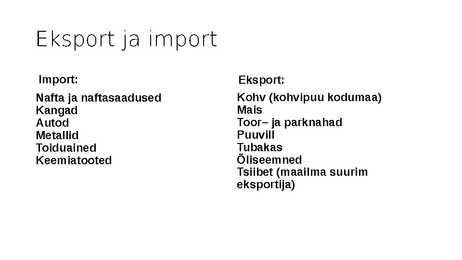 Eksport ja import
Import:
Nafta ja naftasaadused
Kangad
Autod
Metallid
Toiduained
Keemiatooted
Eksport:
Kohv (kohvipuu kodumaa)
Mais
Toor– ja parknahad
Puuvill
Tubakas
Õliseemned
Tsiibet (maailma suurim
eksportija)